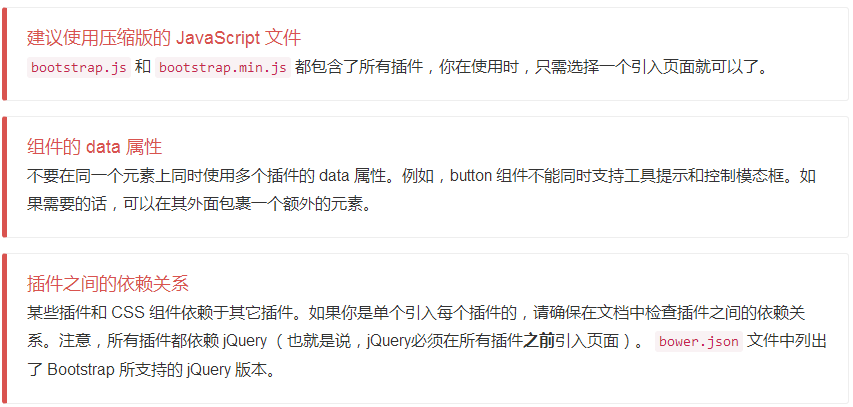 建议使用压缩版的 JavaScript 文件
bootstrap.js 和 bootstrap.min.js 都包含了所有插件，你在使用时，只需选择一个引入页面就可以了。
组件的 data 属性
不要在同一个元素上同时使用多个插件的 data 属性。例如，button 组件不能同时支持工具提示和控制模态框。如
果需要的话，可以在其外面包裹一个额外的元素。
插件之间的依赖关系
某些插件和 CSS 组件依赖于其它插件。如果你是单个引入每个插件的，请确保在文档中检查插件之间的依赖关
系。注意，所有插件都依赖 jQuery （也就是说，jQuery必须在所有插件之前引入页面）。 bower.json 文件中列出
了 Bootstrap 所支持的 jQuery 版本。